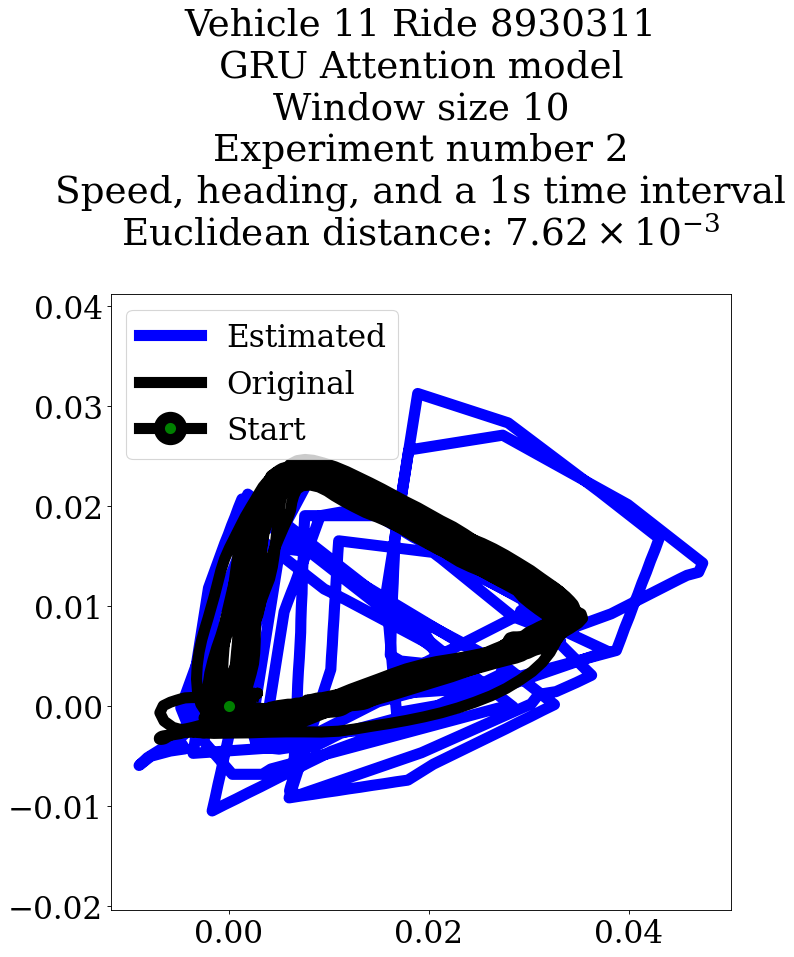 Vehicle 11 Ride 8930311
GRU Attention model
Window size 10
Experiment number 2
Speed, heading, and a 1s time interval
Euclidean distance: 7.62 × 10⁻³
0.04
Estimated
Original
Start
0.03
0.02
0.01
0.00
−0.01
−0.02
0.00 0.02 0.04